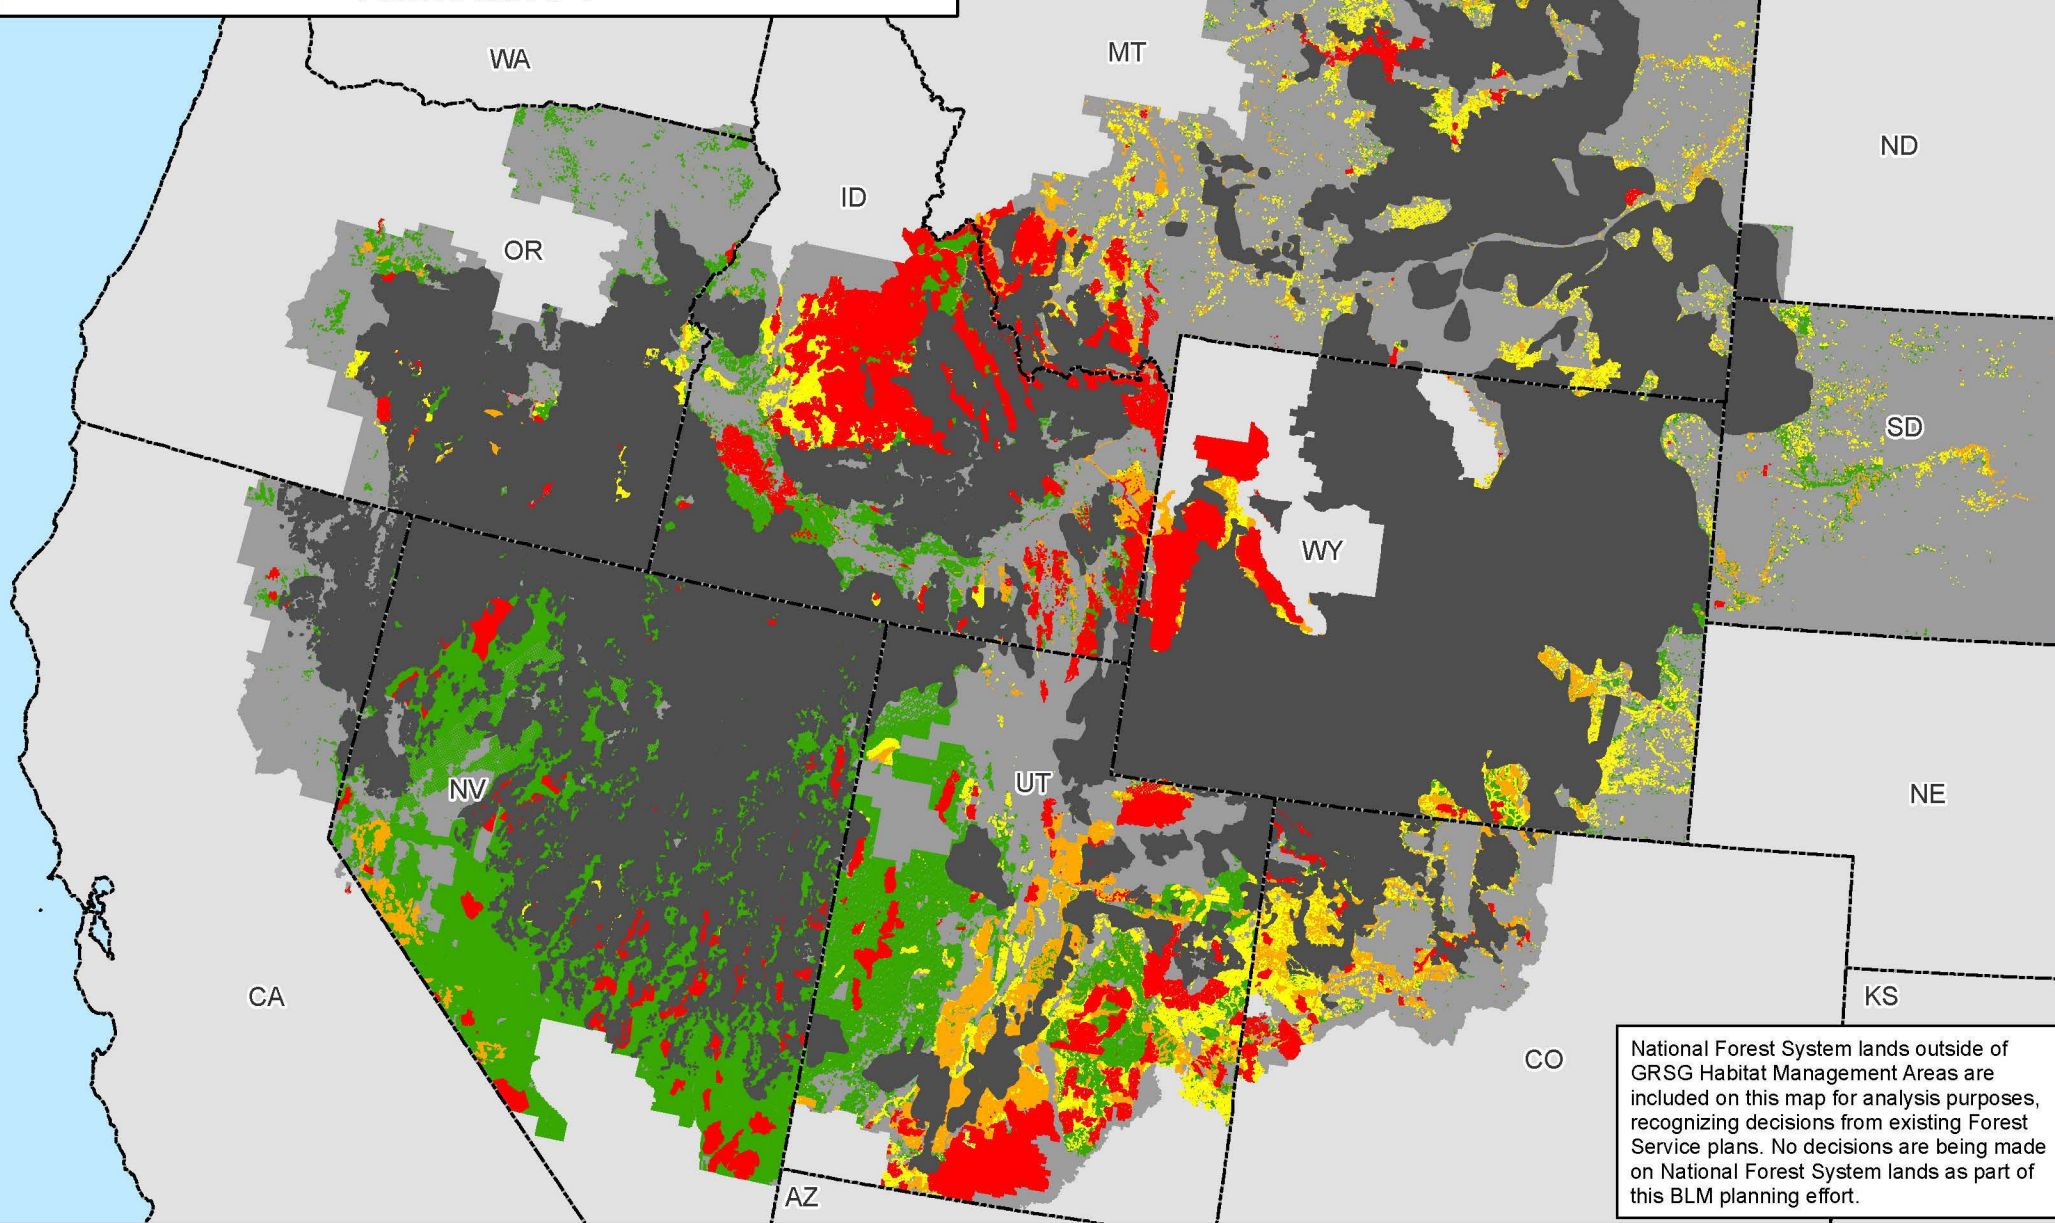 WA
MT
ND
ID
OR
SD
WY
NV
UT
NE
CA
KS
CO
AZ
National Forest System lands outside of
GRSG Habitat Management Areas are
included on this map for analysis purposes,
recognizing decisions from existing Forest
Service plans. No decisions are being made
on National Forest System lands as part of
this BLM planning effort.